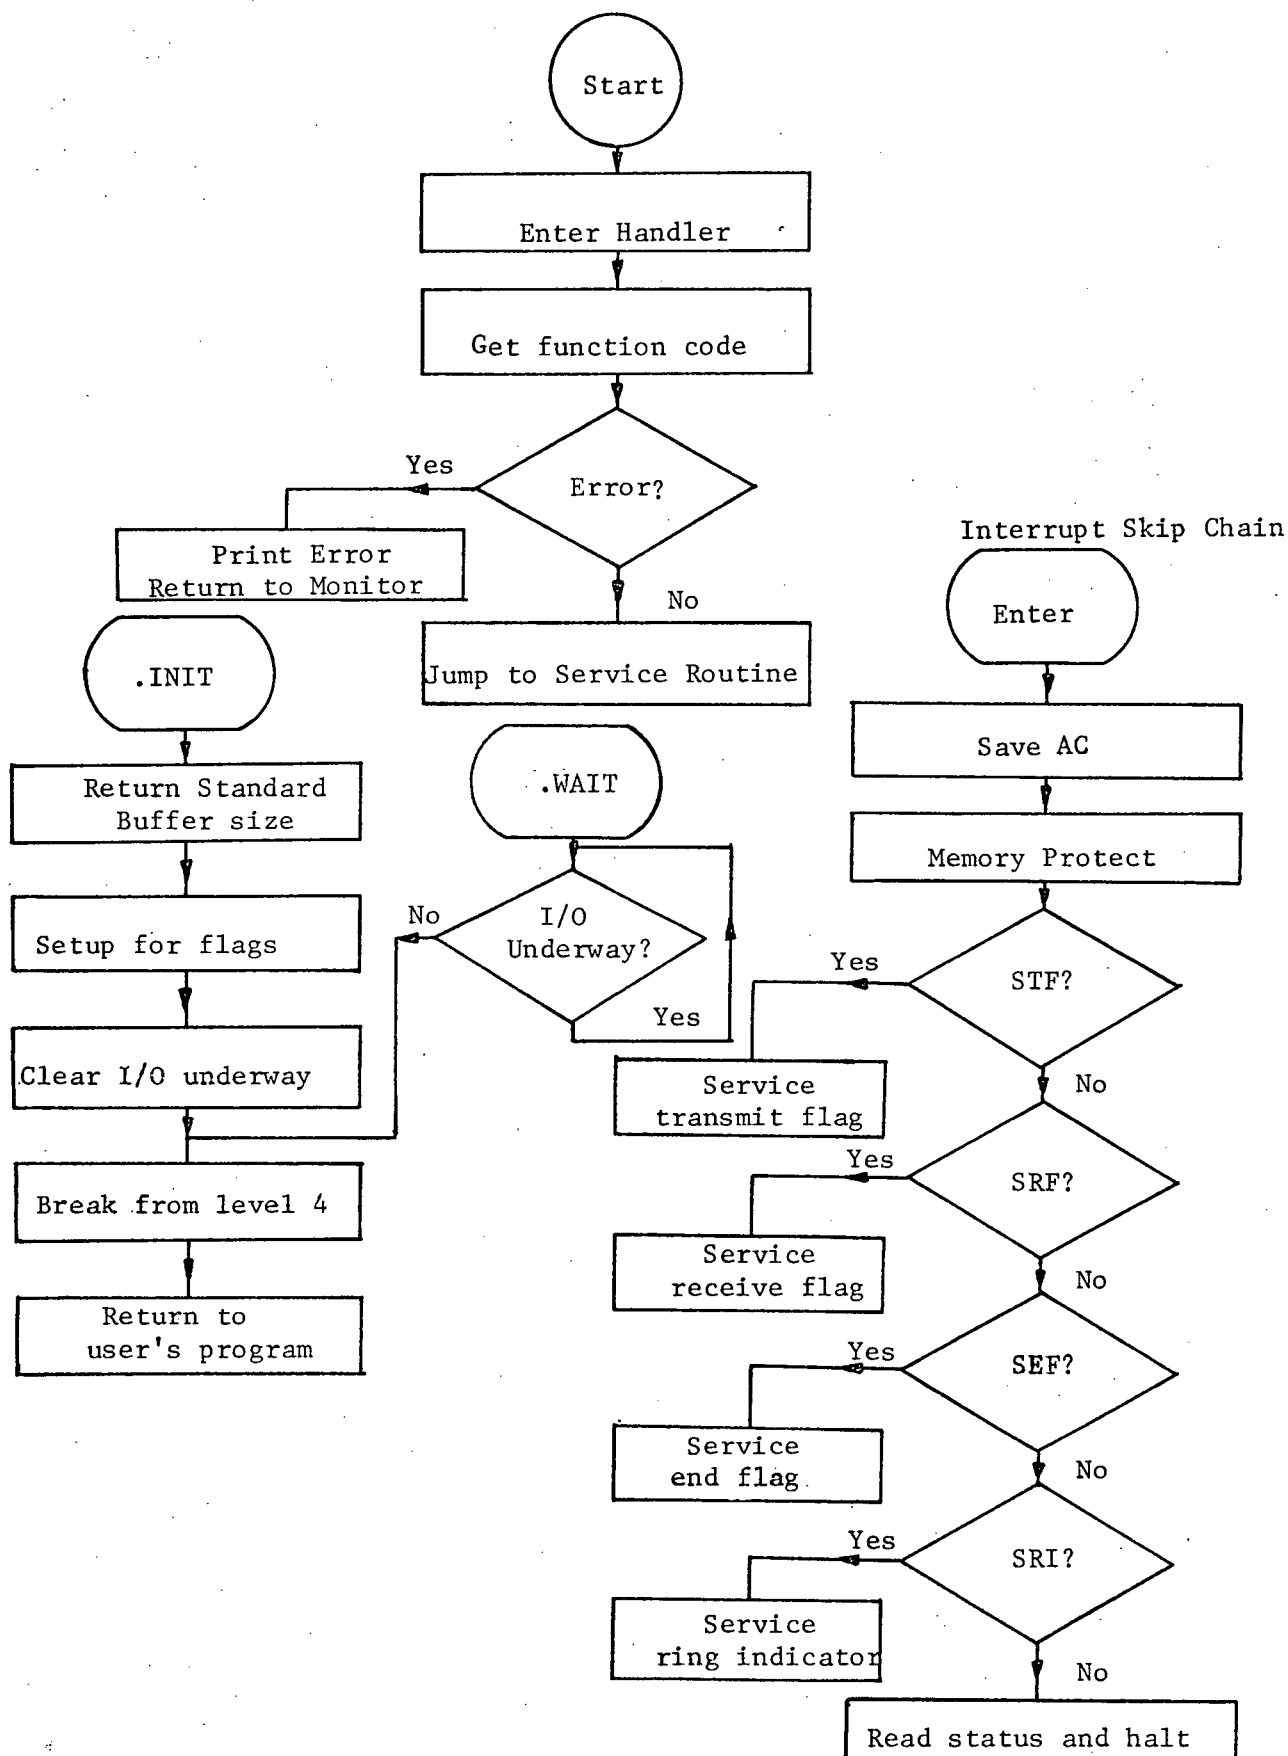 Start
Enter Handler
Get function code
Yes
Error?
Print Error
Return to Monitor
No
Jump to Service Routine
.INIT
Return Standard
Buffer size
Setup for flags
Clear I/O underway
Break from level 4
Return to
user's program
.WAIT
No
I/O
Underway?
Yes
Interrupt Skip Chain
Enter
Save AC
Memory Protect
Yes
STF?
Service
transmit flag
No
Yes
SRF?
Service
receive flag
No
Yes
SEF?
Service
end flag
No
Yes
SRI?
Service
ring indicator
No
Read status and halt